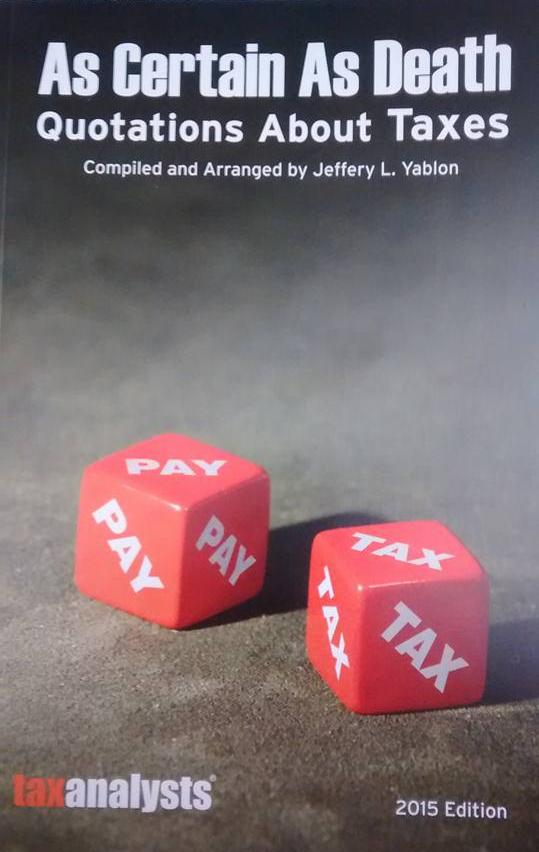 As Certain As Death
Quotations About Taxes
Compiled and Arranged by Jeffery L. Yablon
PAY
PAY
PAY
TAX
TAX
TAX
taxanalysts®
2015 Edition